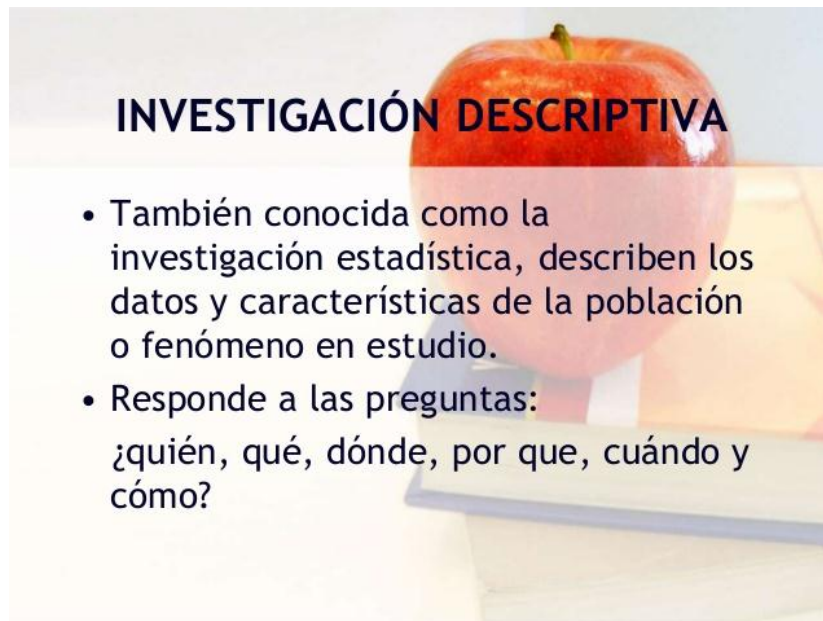 INVESTIGACIÓN DESCRIPTIVA
• También conocida como la
investigación estadística, describen los
datos y características de la población
o fenómeno en estudio.
• Responde a las preguntas:
¿quién, qué, dónde, por que, cuándo y
cómo?